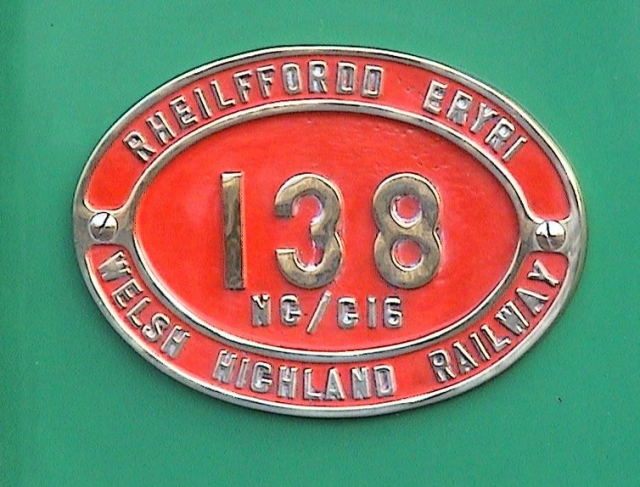 RHEILFFORDD ERYRI
138
NG/G16
WELSH HIGHLAND RAILWAY